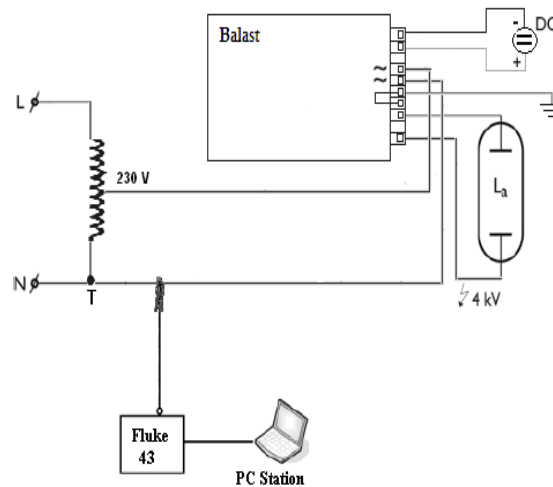 Balast
-
DC
+
~
~
L
230 V
La
N
T
4 kV
Fluke
43
PC Station